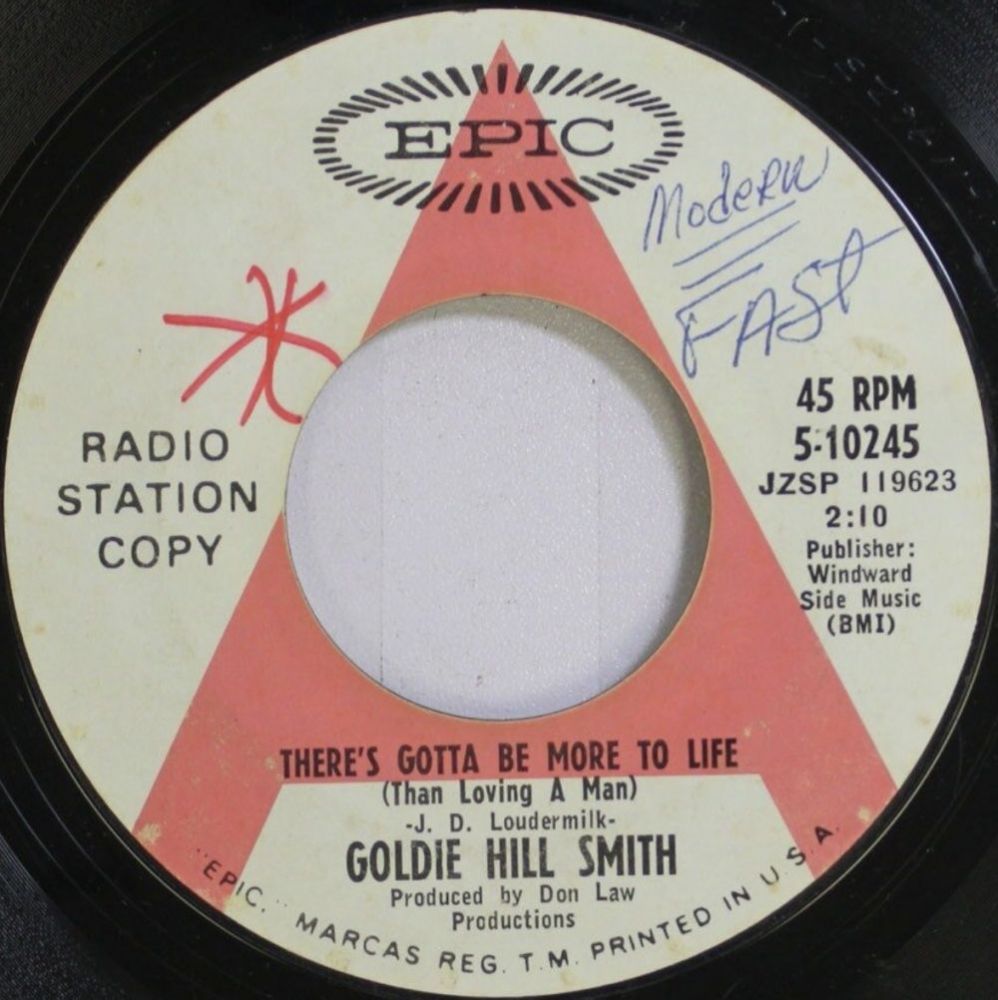 EPIC
Modern
FAST
RADIO
STATION
COPY
45 RPM
5-10245
JZSP 119623
2:10
Publisher:
Windward
Side Music
(BMI)
THERE'S GOTTA BE MORE TO LIFE
(Than Loving A Man)
-J. D. Loudermilk-
GOLDIE HILL SMITH
Produced by Don Law
Productions
"EPIC," MARCAS REG. T.M. PRINTED IN U.S.A.